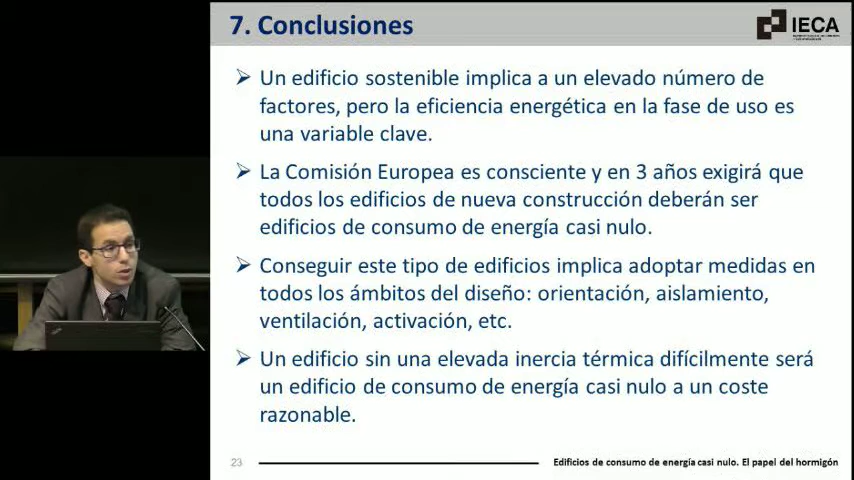 7. Conclusiones
IECA
Un edificio sostenible implica a un elevado número de
factores, pero la eficiencia energética en la fase de uso es
una variable clave.
La Comisión Europea es consciente y en 3 años exigirá que
todos los edificios de nueva construcción deberán ser
edificios de consumo de energía casi nulo.
Conseguir este tipo de edificios implica adoptar medidas en
todos los ámbitos del diseño: orientación, aislamiento,
ventilación, activación, etc.
Un edificio sin una elevada inercia térmica difícilmente será
un edificio de consumo de energía casi nulo a un coste
razonable.
23
Edificios de consumo de energía casi nulo. El papel del hormigón